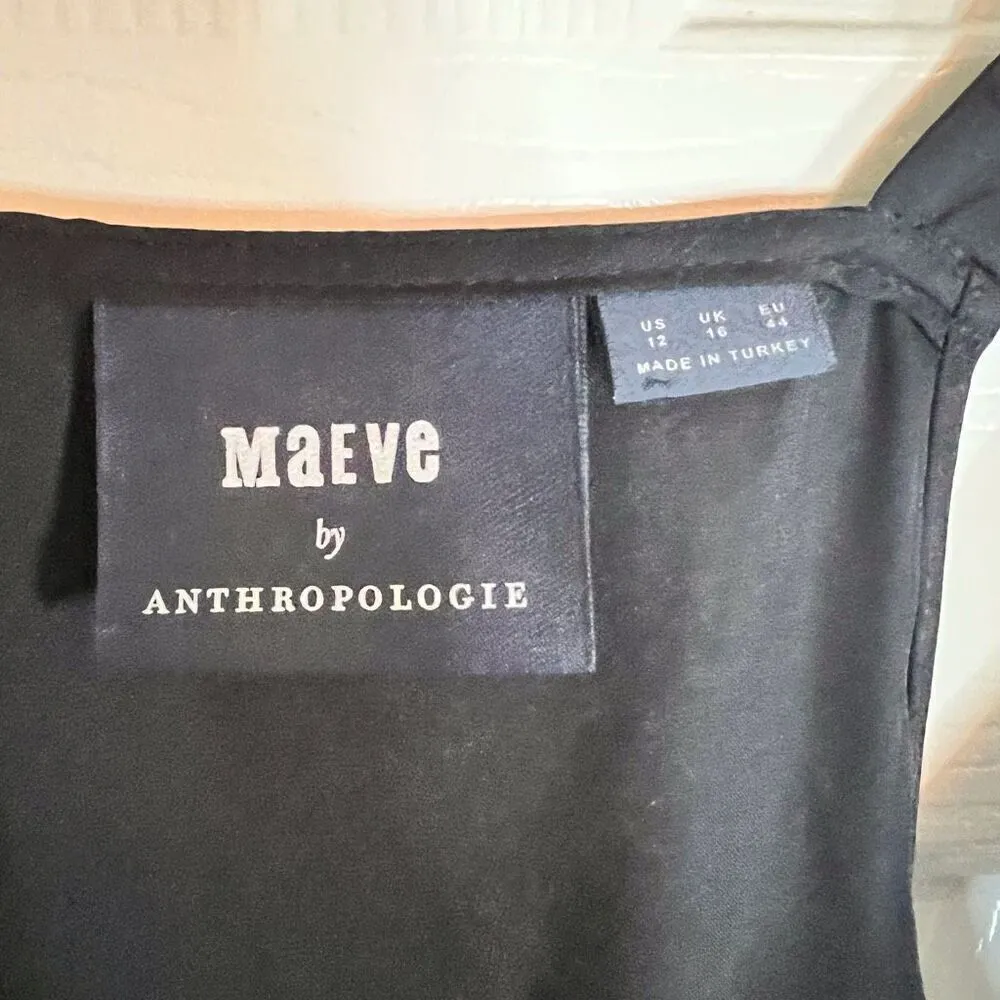 MaEVe
by
ANTHROPOLOGIE
US UK EU
12 16 44
MADE IN TURKEY